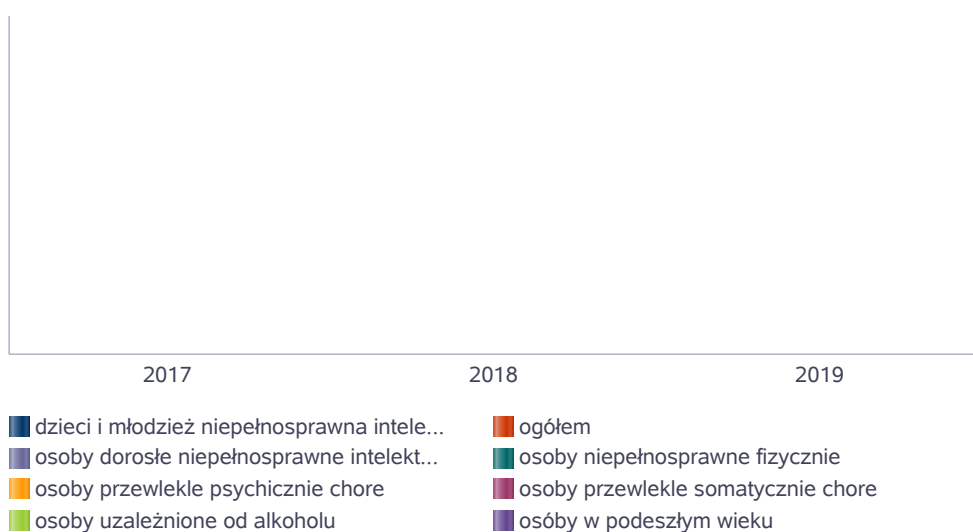 2017 2018 2019
dzieci i młodzież niepełnosprawna intele... ogółem
osoby dorosłe niepełnosprawne intelekt... osoby niepełnosprawne fizycznie
osoby przewlekle psychicznie chore osoby przewlekle somatycznie chore
osoby uzależnione od alkoholu osóby w podeszłym wieku